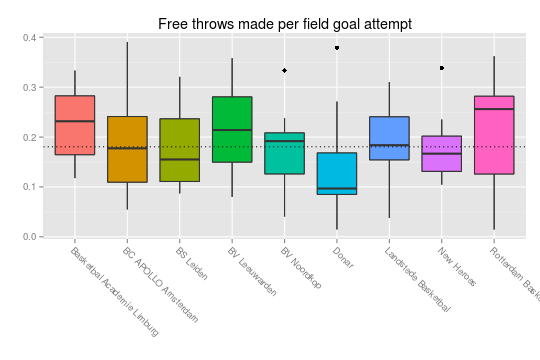 Free throws made per field goal attempt
0.4
0.3
0.2
0.1
0.0
Basketbal Academie Limburg
BC APOLLO Amsterdam
BS Leiden
BV Leeuwarden
BV Noordkop
Donar
Landstede Basketbal
New Heroes
Rotterdam Bask